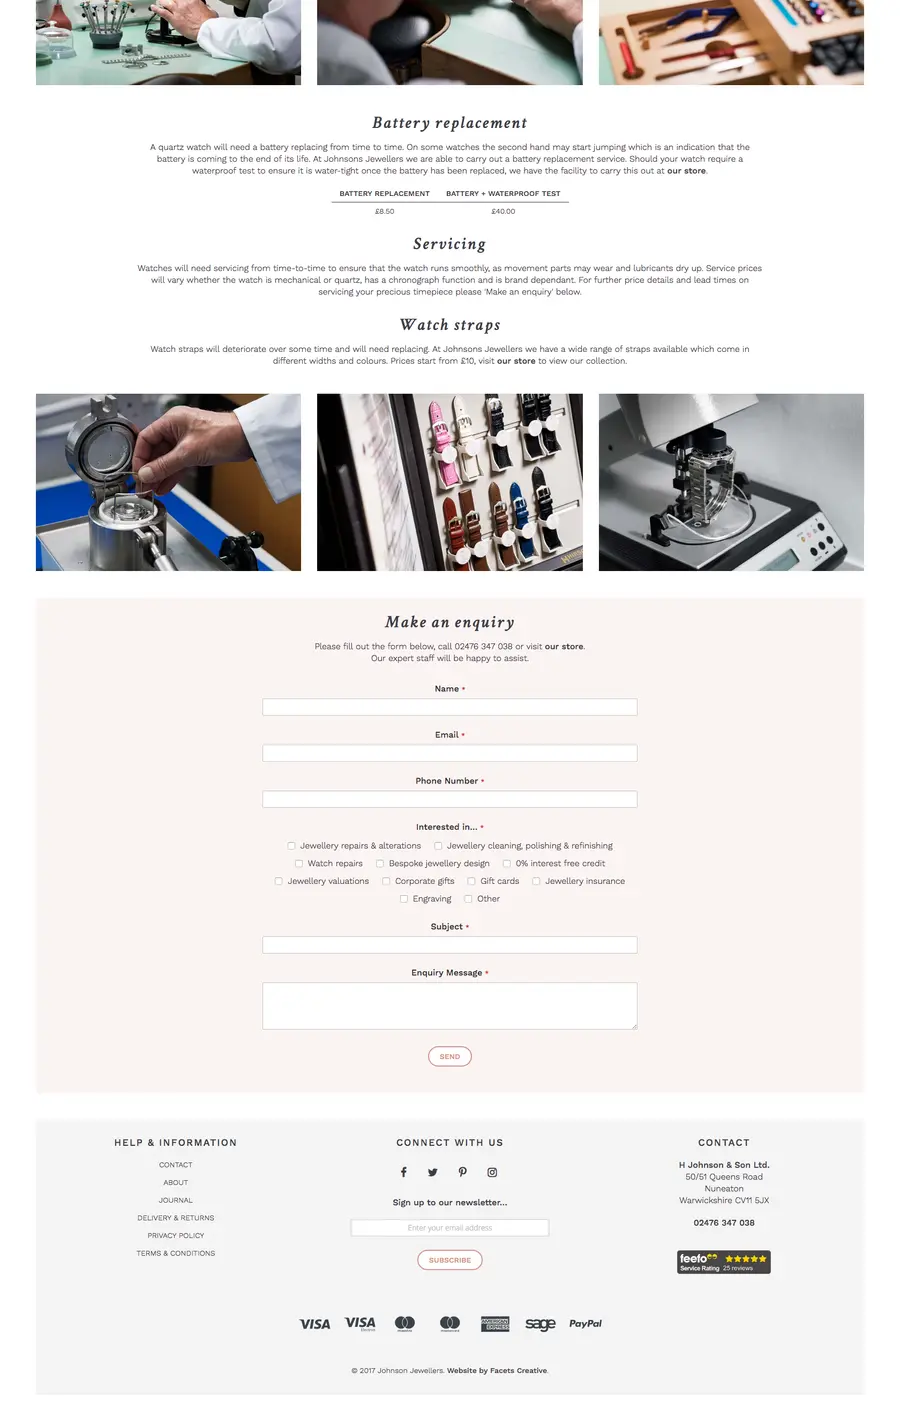 Battery replacement
A quartz watch will need a battery replacing from time to time. On some watches the second hand may start jumping which is an indication that the
battery is coming to the end of its life. At Johnsons Jewellers we are able to carry out a battery replacement service. Should your watch require a
waterproof test to ensure it is water-tight once the battery has been replaced, we have the facility to carry this out at our store.
BATTERY REPLACEMENT BATTERY + WATERPROOF TEST
£8.50 £40.00
Servicing
Watches will need servicing from time-to-time to ensure that the watch runs smoothly, as movement parts may wear and lubricants dry up. Service prices
will vary whether the watch is mechanical or quartz, has a chronograph function and is brand dependant. For further price details and lead times on
servicing your precious timepiece please 'Make an enquiry' below.
Watch straps
Watch straps will deteriorate over some time and will need replacing. At Johnsons Jewellers we have a wide range of straps available which come in
different widths and colours. Prices start from £10, visit our store to view our collection.
Make an enquiry
Please fill out the form below, call 02476 347 038 or visit our store.
Our expert staff will be happy to assist.
Name *
Email *
Phone Number *
Interested in... *
Jewellery repairs & alterations Jewellery cleaning, polishing & refinishing
Watch repairs Bespoke jewellery design 0% interest free credit
Jewellery valuations Corporate gifts Gift cards Jewellery insurance
Engraving Other
Subject *
Enquiry Message *
SEND
HELP & INFORMATION
CONTACT
ABOUT
JOURNAL
DELIVERY & RETURNS
PRIVACY POLICY
TERMS & CONDITIONS
CONNECT WITH US
Sign up to our newsletter...
Enter your email address
SUBSCRIBE
CONTACT
H Johnson & Son Ltd.
50/51 Queens Road
Nuneaton
Warwickshire CV11 5JX
02476 347 038
feefo
Service Rating 25 reviews
VISA VISA AMERICAN EXPRESS sage PayPal
© 2017 Johnson Jewellers. Website by Facets Creative.